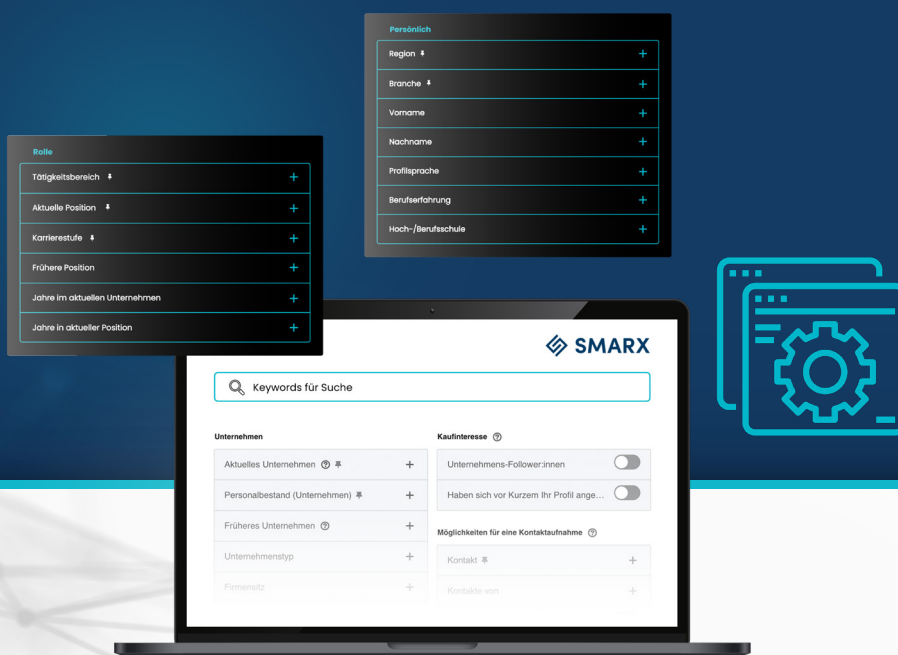 Persönlich
Region
Branche
Vorname
Nachname
Profilsprache
Berufserfahrung
Hoch-/Berufsschule
Rolle
Tätigkeitsbereich
Aktuelle Position
Karrierestufe
Frühere Position
Jahre im aktuellen Unternehmen
Jahre in aktueller Position
SMARX
Keywords für Suche
Unternehmen
Aktuelles Unternehmen
Personalbestand (Unternehmen)
Früheres Unternehmen
Unternehmenstyp
Firmensitz
Kaufinteresse
Unternehmens-Follower:innen
Haben sich vor Kurzem Ihr Profil ange...
Möglichkeiten für eine Kontaktaufnahme
Kontakt
Kontakte von